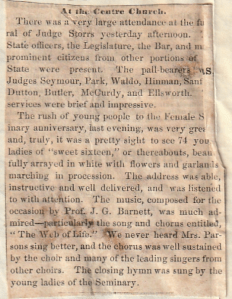 At the Centre Church.
There was a very large attendance at the fu
ral of Judge Storrs yesterday afternoon.
State officers, the Legislature, the Bar, and m
prominent citizens from other portions of
State were present. The pall-bearers
Judges Seymour, Park, Waldo, Hinman, Sanf
Dutton, Butler, McCurdy, and Ellsworth.
services were brief and impressive.
The rush of young people to the Female S
inary anniversary, last evening, was very grea
and, truly, it was a pretty sight to see 74 you
ladies of "sweet sixteen," or thereabouts, beau
fully arrayed in white with flowers and garlan s
marching in procession. The address was able,
instructive and well delivered, and was listened
to with attention. The music, composed for the
occasion by Prof. J. G. Barnett, was much ad-
mired—particularly the song and chorus entitled,
"The Web of Life." We never heard Mrs. Par
sons sing better, and the chorus was well sustained
by the choir and many of the leading singers from
other choirs. The closing hymn was sung by the
young ladies of the Seminary.